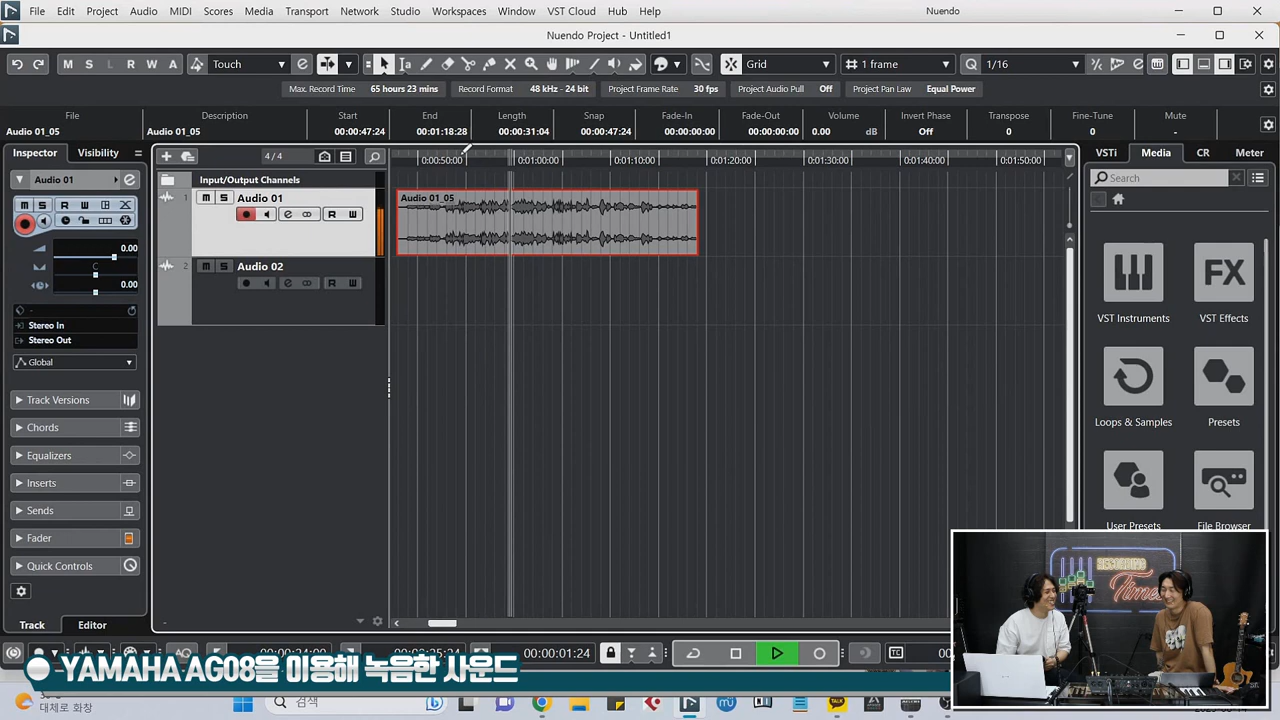 File Edit Project Audio MIDI Scores Media Transport Network Studio Workspaces Window VST Cloud Hub Help Nuendo
Nuendo Project - Untitled1
M S L R W A Touch Grid 1 frame Q 1/16
Max. Record Time 65 hours 23 mins Record Format 48 kHz - 24 bit Project Frame Rate 30 fps Project Audio Pull Off Project Pan Law Equal Power
File Description Start End Length Snap Fade-In Fade-Out Volume Invert Phase Transpose Fine-Tune Mute
Audio 01_05 Audio 01_05 00:00:47:24 00:01:18:28 00:00:31:04 00:00:47:24 00:00:00:00 00:00:00:00 0.00 dB Off 0 0 -
Inspector Visibility 4/4 0:00:50:00 0:01:00:00 0:01:10:00 0:01:20:00 0:01:30:00 0:01:40:00 0:01:50:00 VSTi Media CR Meter
Audio 01 Input/Output Channels Search
1 Audio 01 Audio 01_05
M S R W
0.00
C
0.00
2 Audio 02
Stereo In
Stereo Out
Global
Track Versions
Chords
Equalizers
Inserts
Sends
Fader
Quick Controls
Track Editor
VST Instruments FX VST Effects
Loops & Samples Presets
User Presets File Browser
RECORDING
Times
00:00:01:24
YAMAHA AG08을 이용해 녹음한 사운드
대체로 화창
검색
TALK